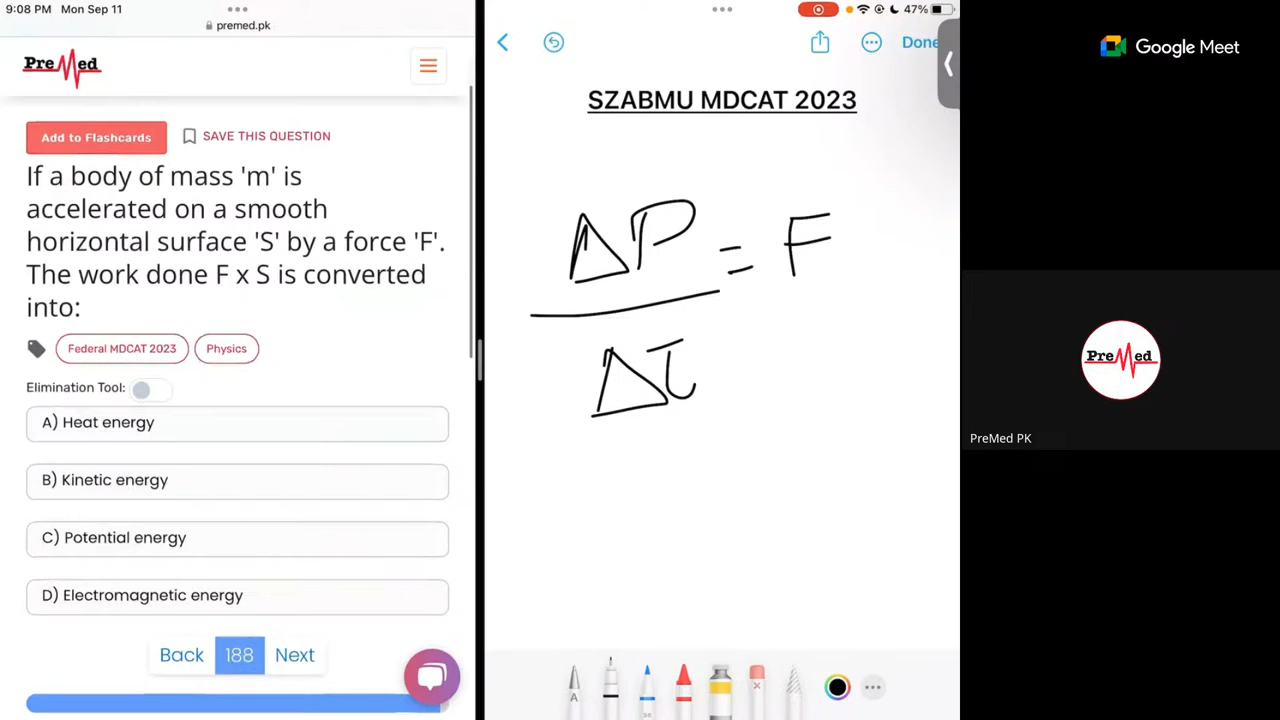 9:08 PM Mon Sep 11
premed.pk
PreMed
Add to Flashcards
SAVE THIS QUESTION
If a body of mass 'm' is
accelerated on a smooth
horizontal surface 'S' by a force 'F'.
The work done F x S is converted
into:
Federal MDCAT 2023
Physics
Elimination Tool:
A) Heat energy
B) Kinetic energy
C) Potential energy
D) Electromagnetic energy
Back 188 Next
47%
Done
SZABMU MDCAT 2023
ΔP = F
Δt
A
Google Meet
PreMed
PreMed PK